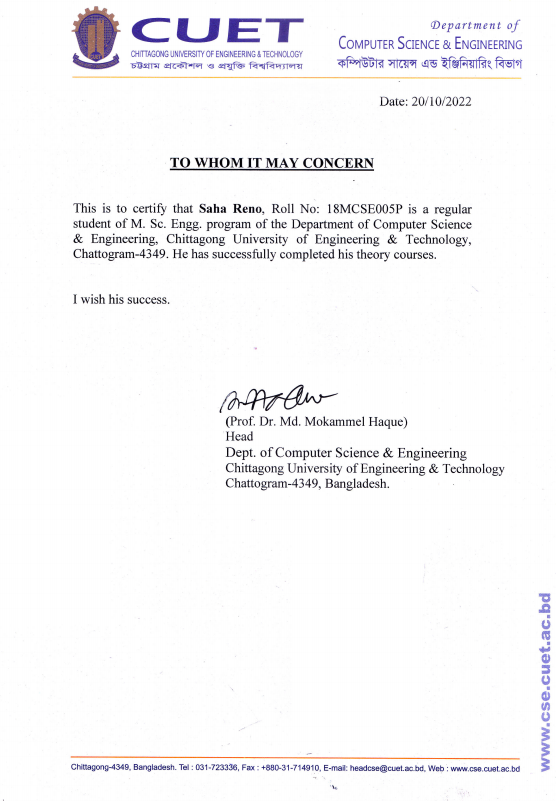 CUET
CHITTAGONG UNIVERSITY OF ENGINEERING & TECHNOLOGY
চট্টগ্রাম প্রকৌশল ও প্রযুক্তি বিশ্ববিদ্যালয়
Department of
COMPUTER SCIENCE & ENGINEERING
কম্পিউটার সায়েন্স এন্ড ইঞ্জিনিয়ারিং বিভাগ
Date: 20/10/2022
TO WHOM IT MAY CONCERN
This is to certify that Saha Reno, Roll No: 18MCSE005P is a regular
student of M. Sc. Engg. program of the Department of Computer Science
& Engineering, Chittagong University of Engineering & Technology,
Chattogram-4349. He has successfully completed his theory courses.
I wish his success.
(Prof. Dr. Md. Mokammel Haque)
Head
Dept. of Computer Science & Engineering
Chittagong University of Engineering & Technology
Chattogram-4349, Bangladesh.
www.cse.cuet.ac.bd
Chittagong-4349, Bangladesh. Tel : 031-723336, Fax : +880-31-714910, E-mail: headcse@cuet.ac.bd, Web : www.cse.cuet.ac.bd